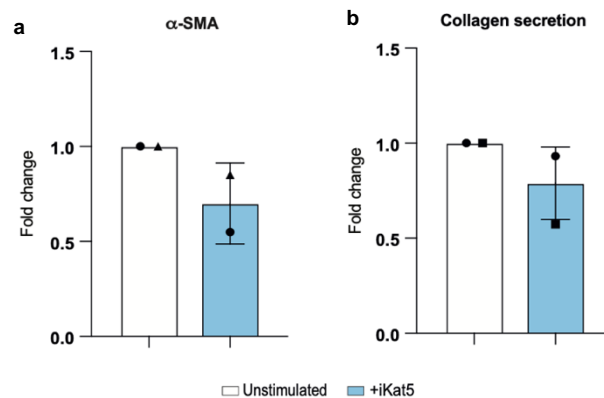 a
α-SMA
Fold change
1.5
1.0
0.5
0.0
b
Collagen secretion
Fold change
1.5
1.0
0.5
0.0
Unstimulated
+iKat5